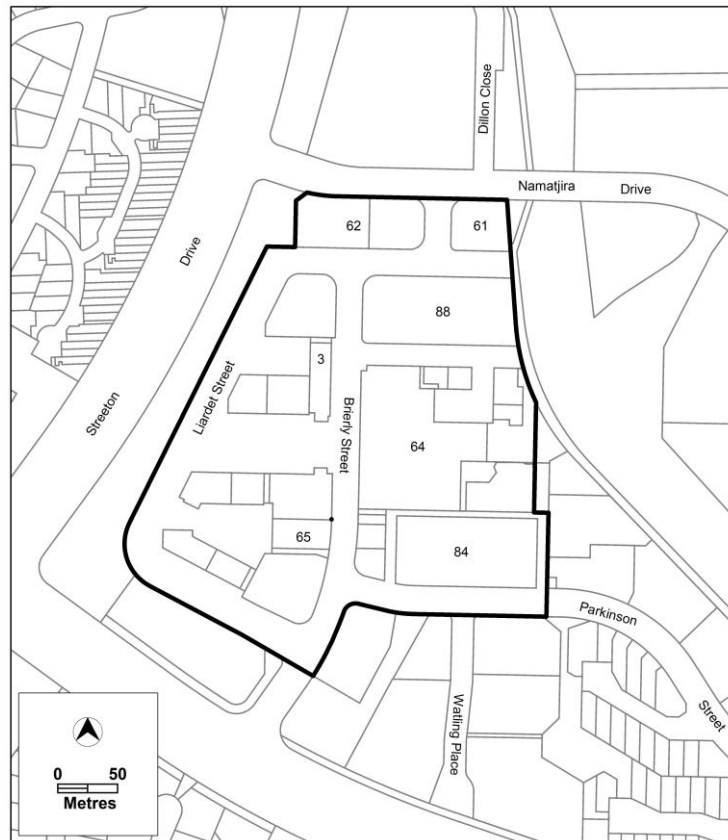 Dillon Close
Namatjira Drive
62
61
Drive
88
3
Liardet Street
Brierly Street
Streeton
64
65
84
Parkinson
Street
Watling Place
0 50
Metres